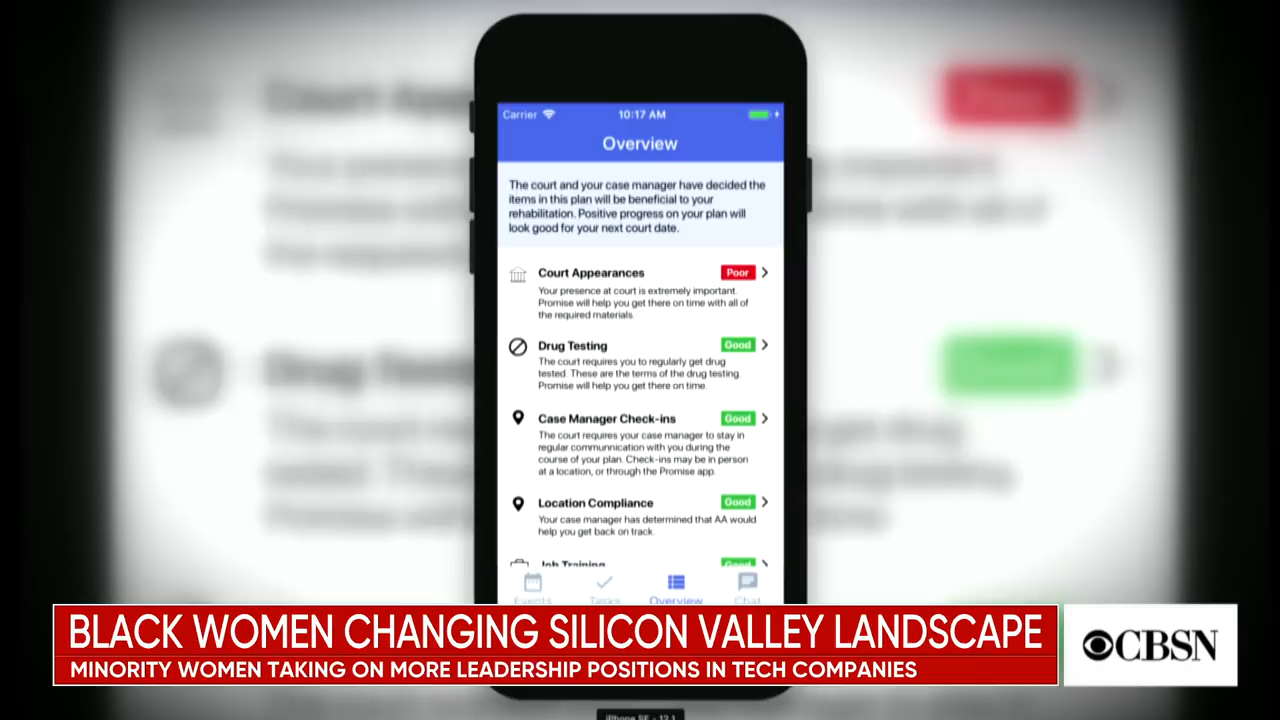 Carrier 10:17 AM
Overview
The court and your case manager have decided the
items in this plan will be beneficial to your
rehabilitation. Positive progress on your plan will
look good for your next court date.
Court Appearances Poor
Your presence at court is extremely important.
Promise will help you get there on time with all of
the required materials.
Drug Testing Good
The court requires you to regularly get drug
tested. These are the terms of the drug testing.
Promise will help you get there on time.
Case Manager Check-ins Good
The court requires your case manager to stay in
regular communnication with you during the
course of your plan. Check-ins may be in person
at a location, or through the Promise app.
Location Compliance Good
Your case manager has determined that AA would
help you get back on track.
Job Training Good
Events Tasks Overview Chat
BLACK WOMEN CHANGING SILICON VALLEY LANDSCAPE
MINORITY WOMEN TAKING ON MORE LEADERSHIP POSITIONS IN TECH COMPANIES
CBSN
iPhone SE - 12.1